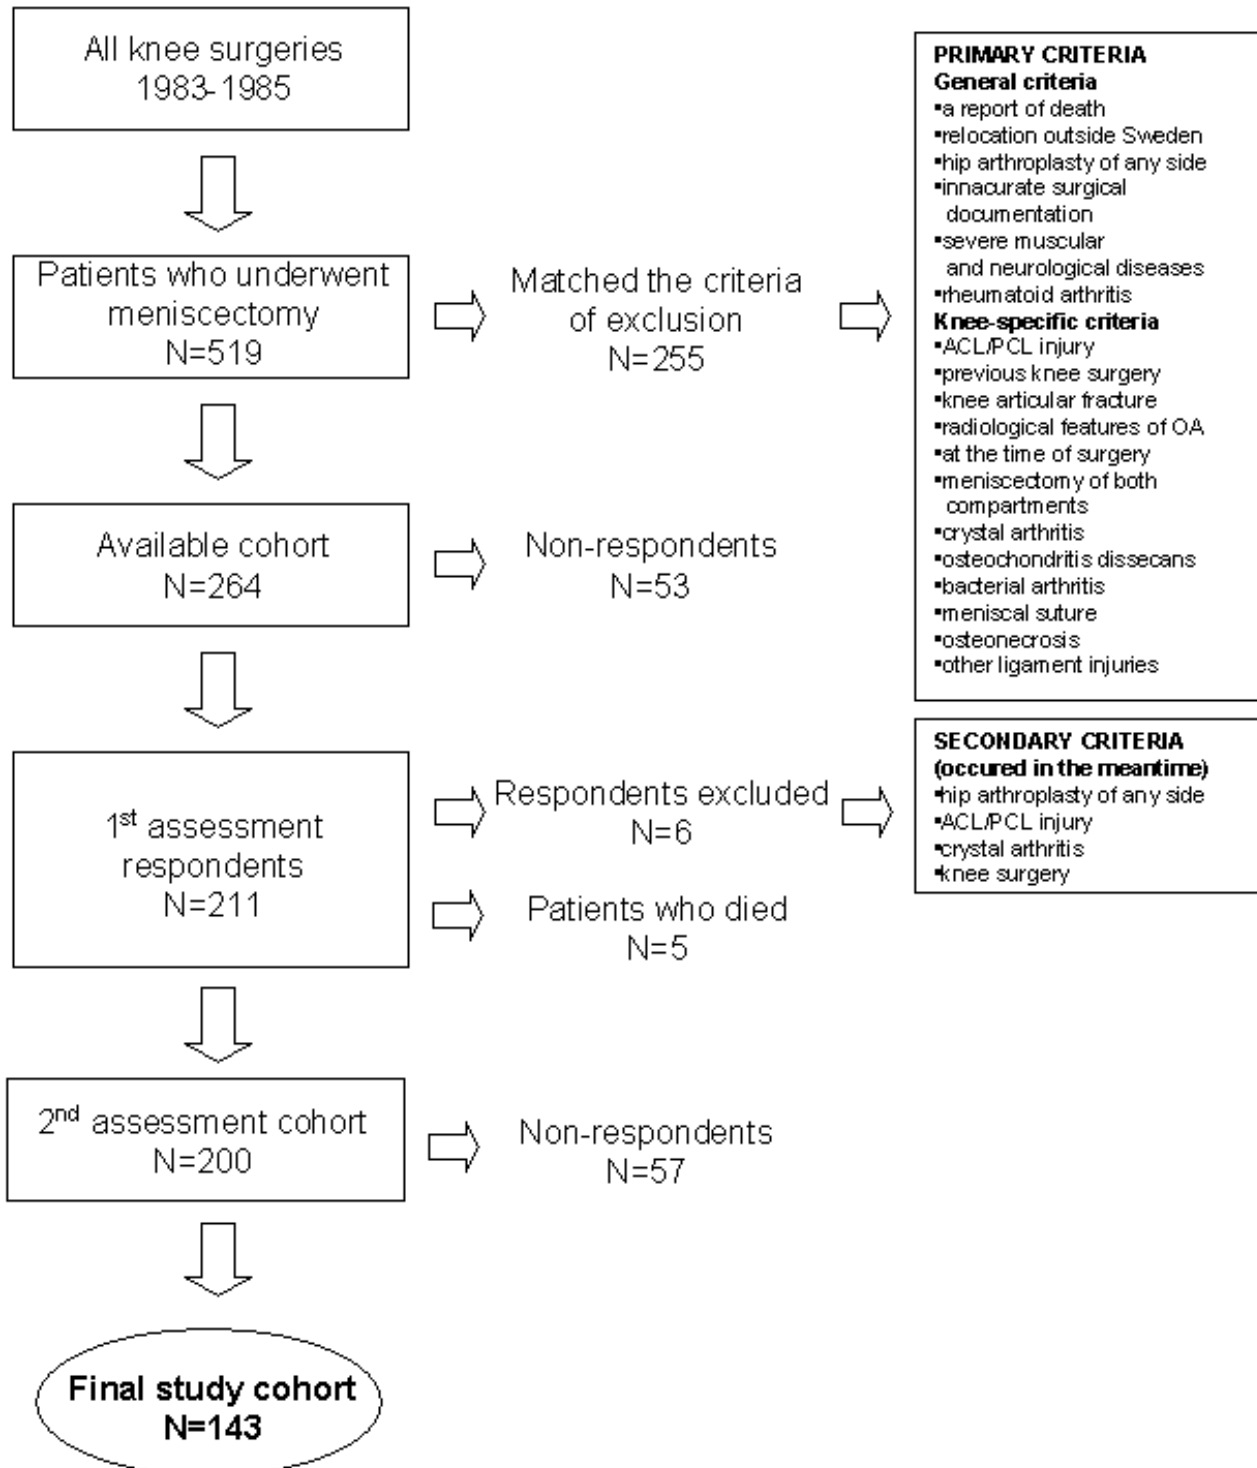 All knee surgeries
1983-1985
Patients who underwent
meniscectomy
N=519
Matched the criteria
of exclusion
N=255
PRIMARY CRITERIA
General criteria
▪a report of death
▪relocation outside Sweden
▪hip arthroplasty of any side
▪innacurate surgical
documentation
▪severe muscular
and neurological diseases
▪rheumatoid arthritis
Knee-specific criteria
▪ACL/PCL injury
▪previous knee surgery
▪knee articular fracture
▪radiological features of OA
▪at the time of surgery
▪meniscectomy of both
compartments
▪crystal arthritis
▪osteochondritis dissecans
▪bacterial arthritis
▪meniscal suture
▪osteonecrosis
▪other ligament injuries
Available cohort
N=264
Non-respondents
N=53
1st assessment
respondents
N=211
Respondents excluded
N=6
SECONDARY CRITERIA
(occured in the meantime)
▪hip arthroplasty of any side
▪ACL/PCL injury
▪crystal arthritis
▪knee surgery
Patients who died
N=5
2nd assessment cohort
N=200
Non-respondents
N=57
Final study cohort
N=143